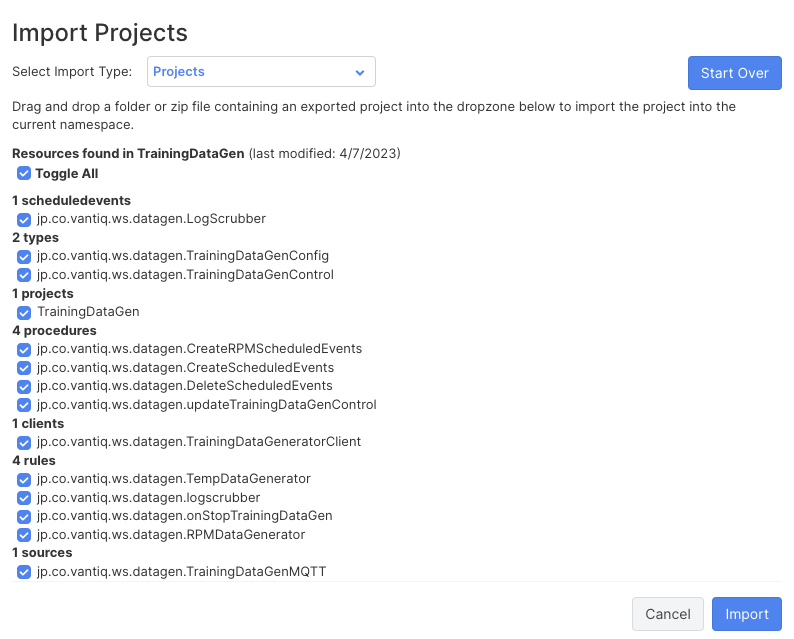 Import Projects
Select Import Type: Projects
Start Over
Drag and drop a folder or zip file containing an exported project into the dropzone below to import the project into the
current namespace.
Resources found in TrainingDataGen (last modified: 4/7/2023)
Toggle All
1 scheduledevents
jp.co.vantiq.ws.datagen.LogScrubber
2 types
jp.co.vantiq.ws.datagen.TrainingDataGenConfig
jp.co.vantiq.ws.datagen.TrainingDataGenControl
1 projects
TrainingDataGen
4 procedures
jp.co.vantiq.ws.datagen.CreateRPMScheduledEvents
jp.co.vantiq.ws.datagen.CreateScheduledEvents
jp.co.vantiq.ws.datagen.DeleteScheduledEvents
jp.co.vantiq.ws.datagen.updateTrainingDataGenControl
1 clients
jp.co.vantiq.ws.datagen.TrainingDataGeneratorClient
4 rules
jp.co.vantiq.ws.datagen.TempDataGenerator
jp.co.vantiq.ws.datagen.logscrubber
jp.co.vantiq.ws.datagen.onStopTrainingDataGen
jp.co.vantiq.ws.datagen.RPMDataGenerator
1 sources
jp.co.vantiq.ws.datagen.TrainingDataGenMQTT
Cancel
Import